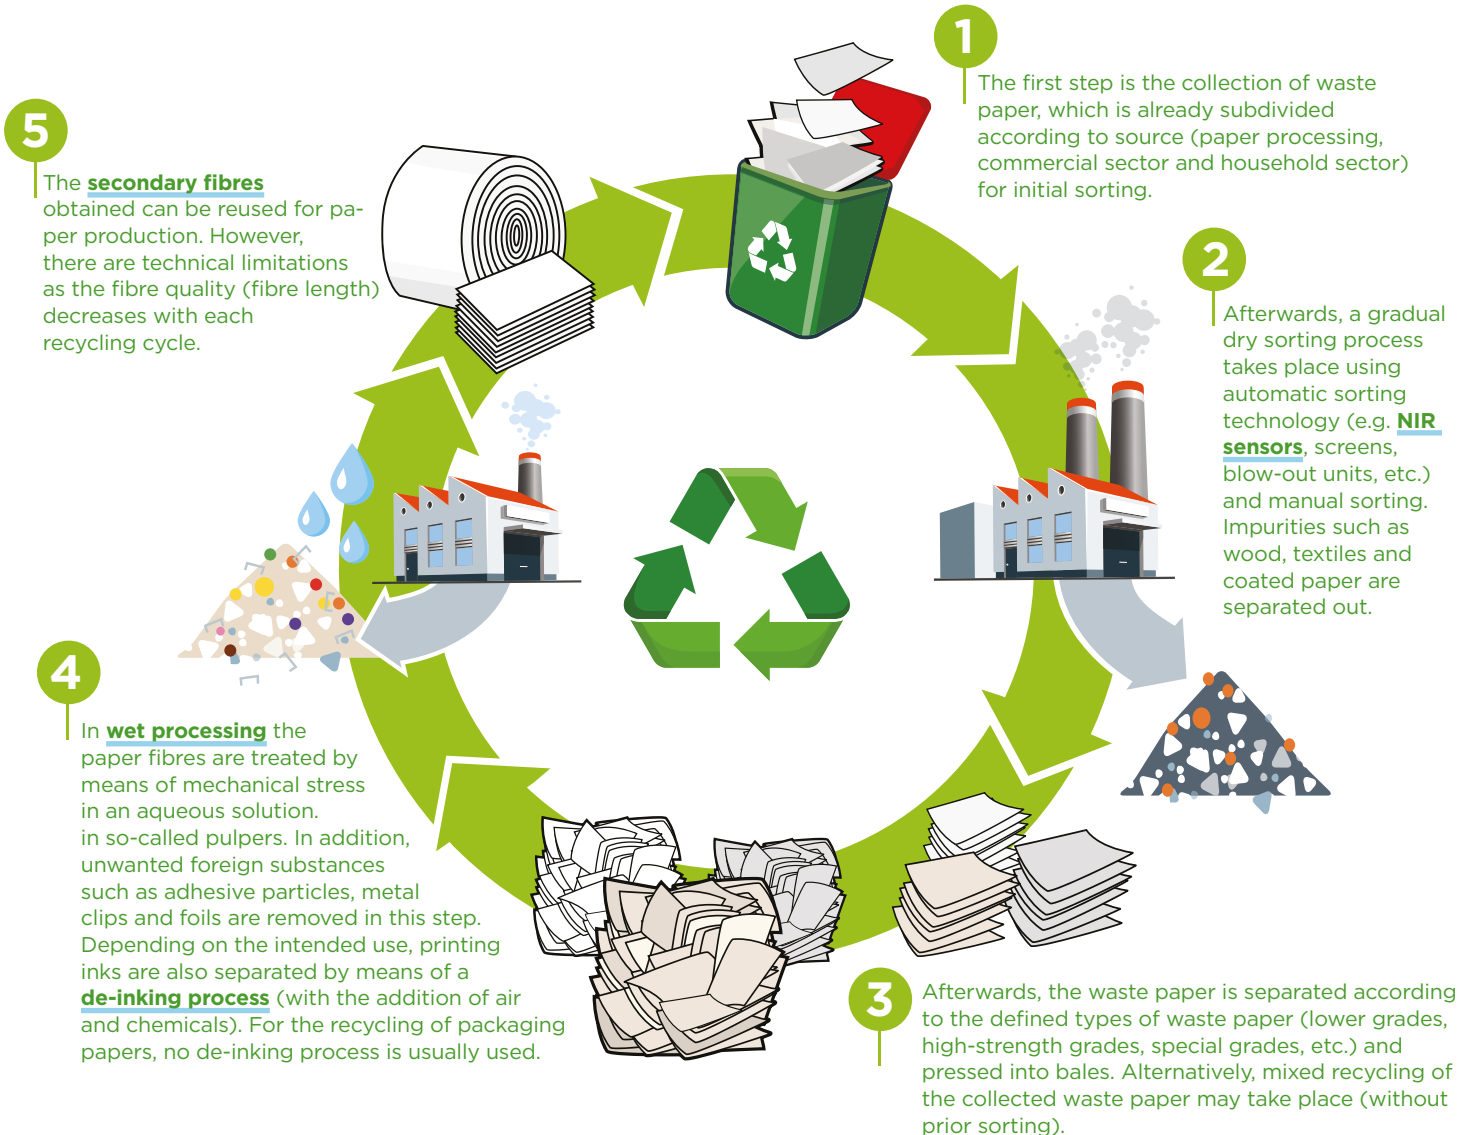 1
The first step is the collection of waste
paper, which is already subdivided
according to source (paper processing,
commercial sector and household sector)
for initial sorting.
2
Afterwards, a gradual
dry sorting process
takes place using
automatic sorting
technology (e.g. NIR
sensors, screens,
blow-out units, etc.)
and manual sorting.
Impurities such as
wood, textiles and
coated paper are
separated out.
3
Afterwards, the waste paper is separated according
to the defined types of waste paper (lower grades,
high-strength grades, special grades, etc.) and
pressed into bales. Alternatively, mixed recycling of
the collected waste paper may take place (without
prior sorting).
4
In wet processing the
paper fibres are treated by
means of mechanical stress
in an aqueous solution.
in so-called pulpers. In addition,
unwanted foreign substances
such as adhesive particles, metal
clips and foils are removed in this step.
Depending on the intended use, printing
inks are also separated by means of a
de-inking process (with the addition of air
and chemicals). For the recycling of packaging
papers, no de-inking process is usually used.
5
The secondary fibres
obtained can be reused for pa-
per production. However,
there are technical limitations
as the fibre quality (fibre length)
decreases with each
recycling cycle.